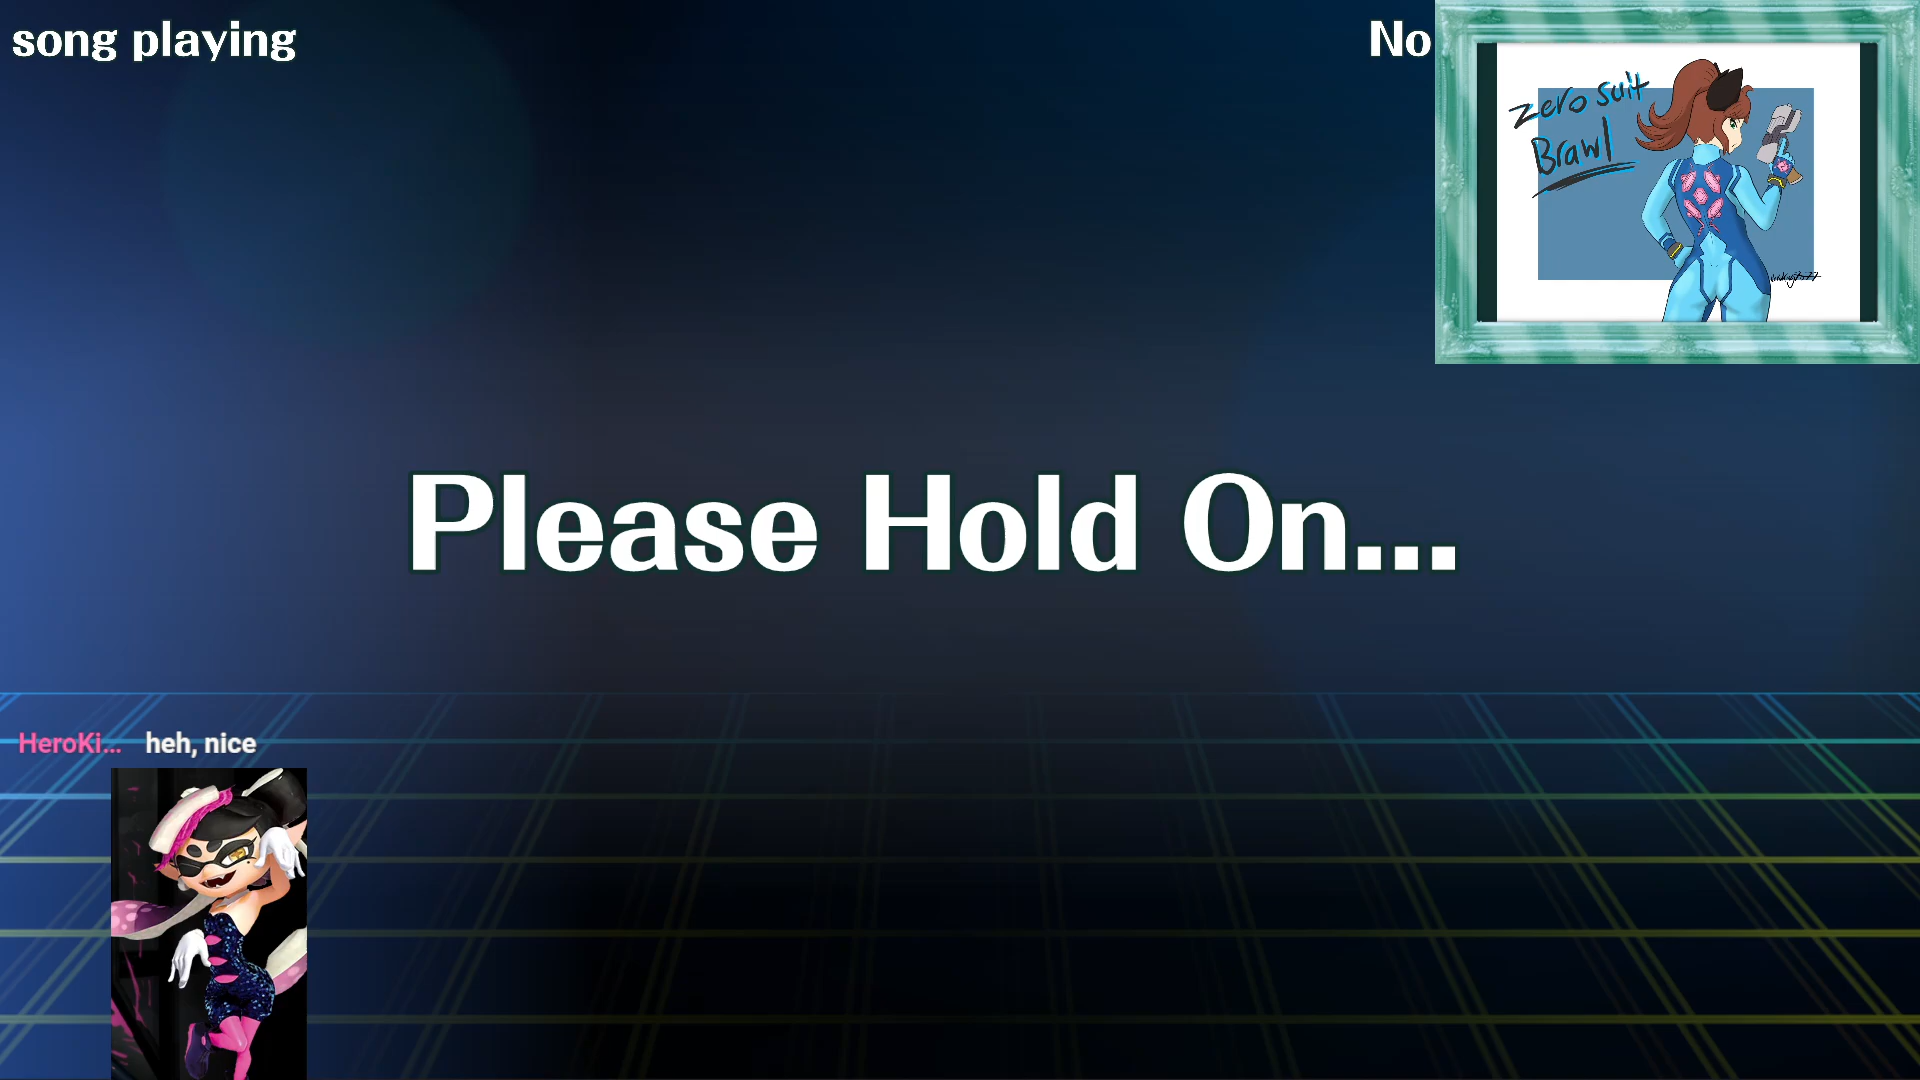 song playing
No
zero suit
Brawl
Please Hold On...
HeroKi... heh, nice